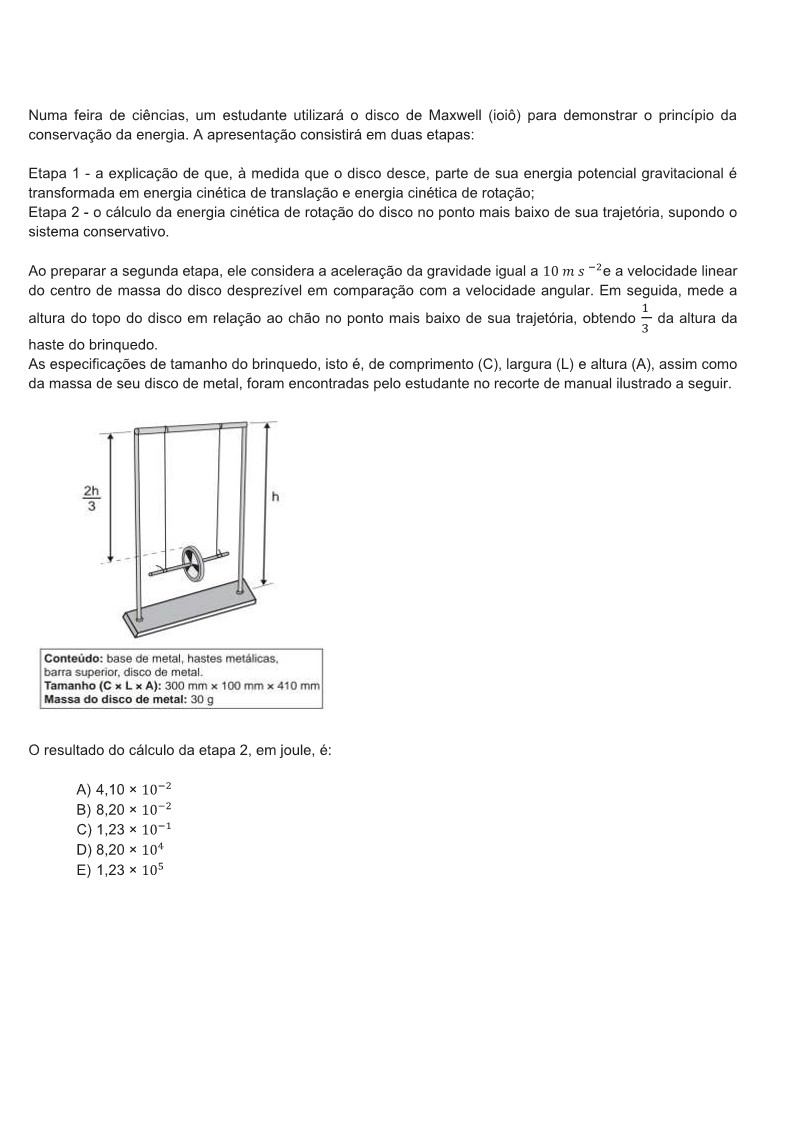 Numa feira de ciências, um estudante utilizará o disco de Maxwell (ioiô) para demonstrar o princípio da
conservação da energia. A apresentação consistirá em duas etapas:
Etapa 1 - a explicação de que, à medida que o disco desce, parte de sua energia potencial gravitacional é
transformada em energia cinética de translação e energia cinética de rotação;
Etapa 2 - o cálculo da energia cinética de rotação do disco no ponto mais baixo de sua trajetória, supondo o
sistema conservativo.
Ao preparar a segunda etapa, ele considera a aceleração da gravidade igual a 10 m s ⁻²e a velocidade linear
do centro de massa do disco desprezível em comparação com a velocidade angular. Em seguida, mede a
altura do topo do disco em relação ao chão no ponto mais baixo de sua trajetória, obtendo 1/3 da altura da
haste do brinquedo.
As especificações de tamanho do brinquedo, isto é, de comprimento (C), largura (L) e altura (A), assim como
da massa de seu disco de metal, foram encontradas pelo estudante no recorte de manual ilustrado a seguir.
2h/3
h
Conteúdo: base de metal, hastes metálicas,
barra superior, disco de metal.
Tamanho (C × L × A): 300 mm × 100 mm × 410 mm
Massa do disco de metal: 30 g
O resultado do cálculo da etapa 2, em joule, é:
A) 4,10 × 10⁻²
B) 8,20 × 10⁻²
C) 1,23 × 10⁻¹
D) 8,20 × 10⁴
E) 1,23 × 10⁵